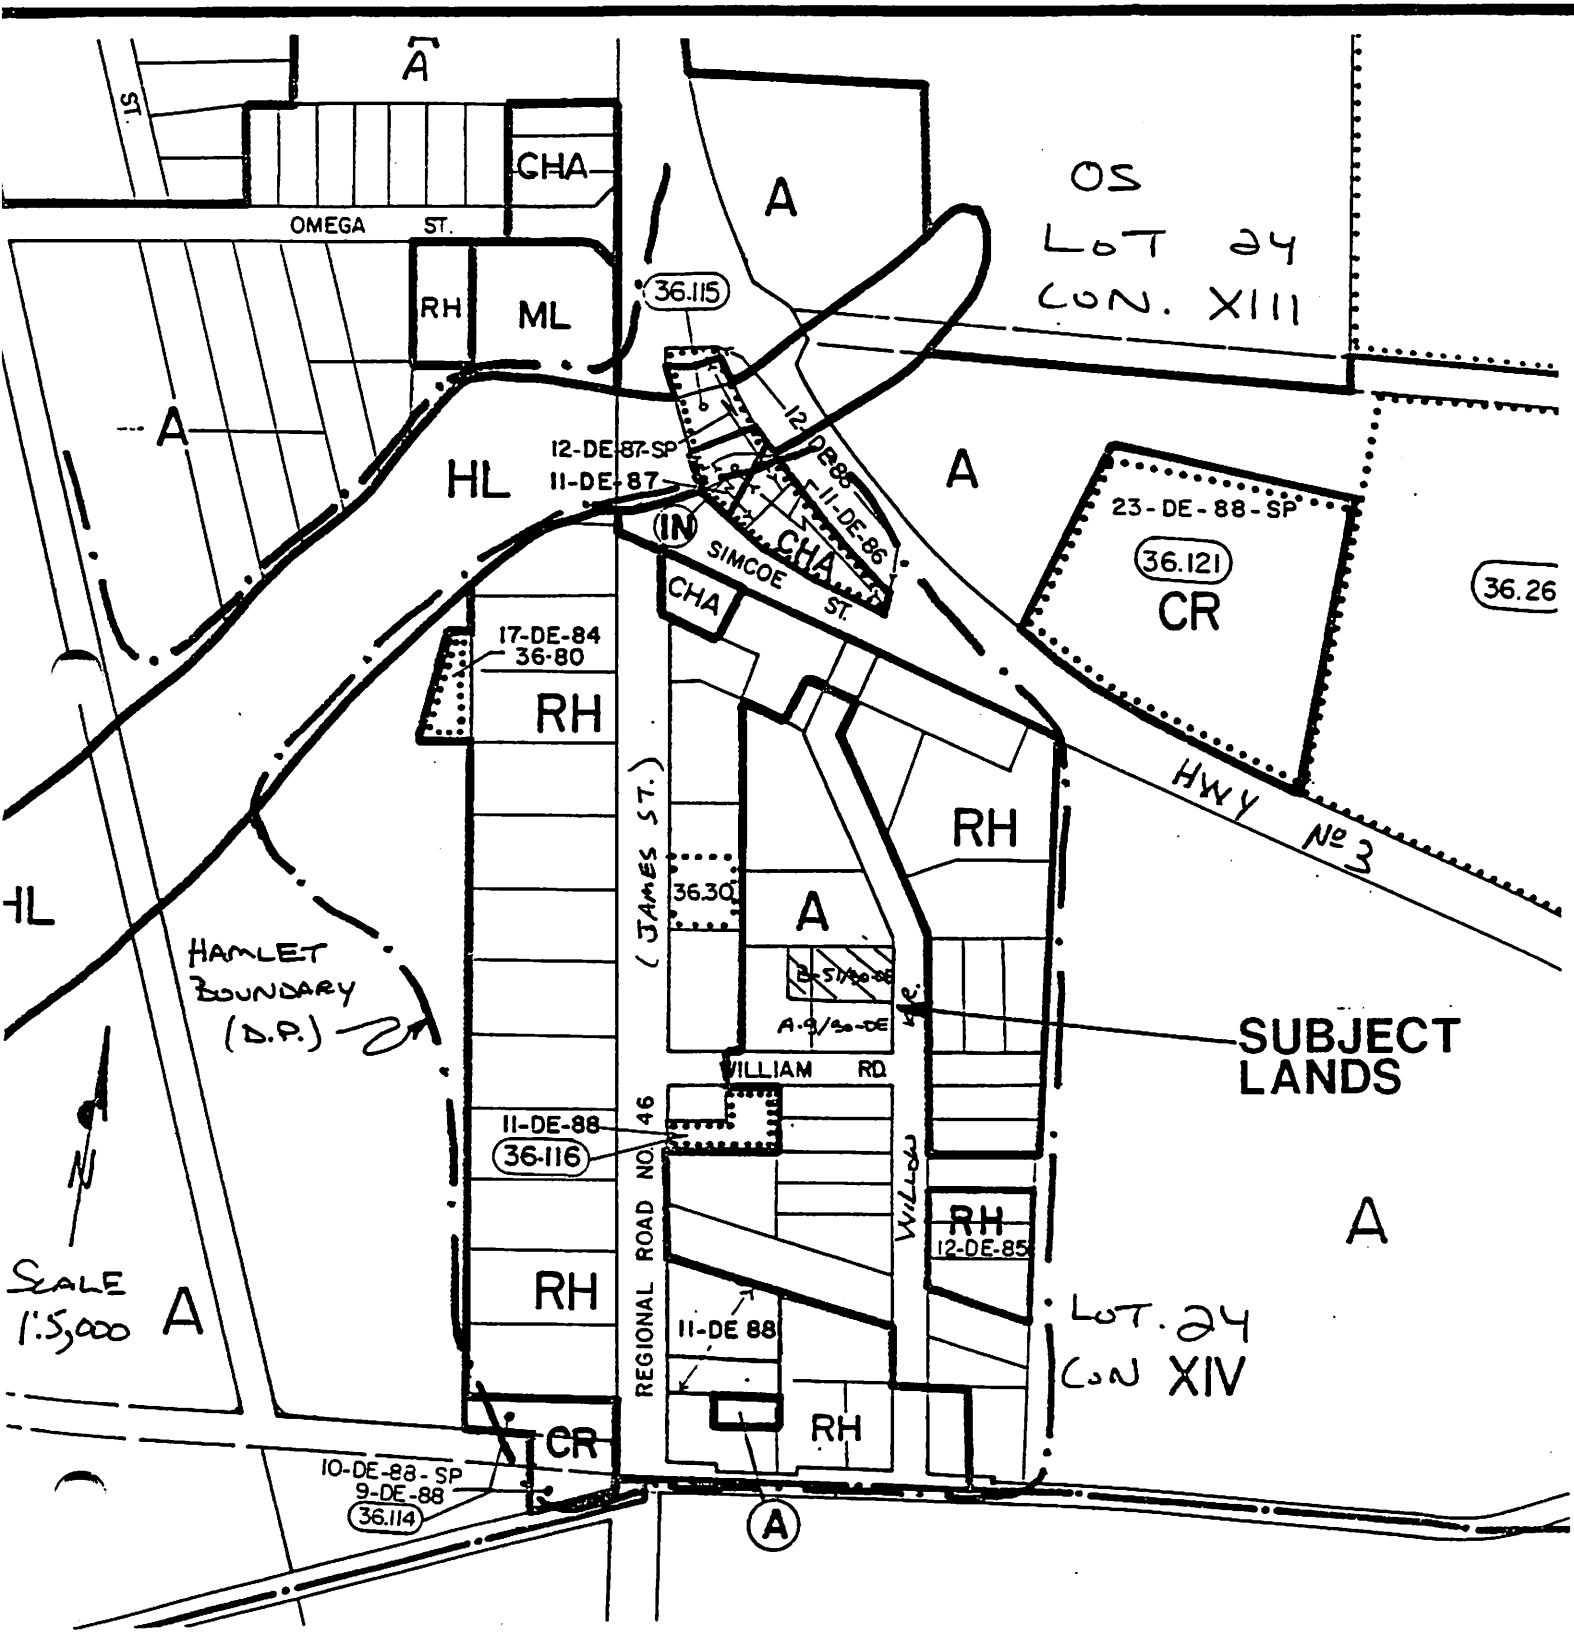 A
ST.
CHA
OMEGA ST.
A
OS
LOT 24
CON. XIII
RH
ML
36.115
A
12-DE-87-SP
11-DE-87
HL
12-DE-88
11-DE-86
A
23-DE-88-SP
36.121
CR
36.26
IN
SIMCOE ST.
CHA
CHA
17-DE-84
36-80
RH
(JAMES ST.)
RH
HWY No 3
36.30
A
HL
HAMLET
BOUNDARY
(D.P.)
A.9/90-DE
SUBJECT
LANDS
WILLIAM RD.
11-DE-88
36-116
REGIONAL ROAD NO. 46
WILLOW
RH
12-DE-85
A
N
SCALE
1:5,000
A
RH
11-DE 88
LOT. 24
CON XIV
CR
RH
10-DE-88-SP
9-DE-88
36.114
A